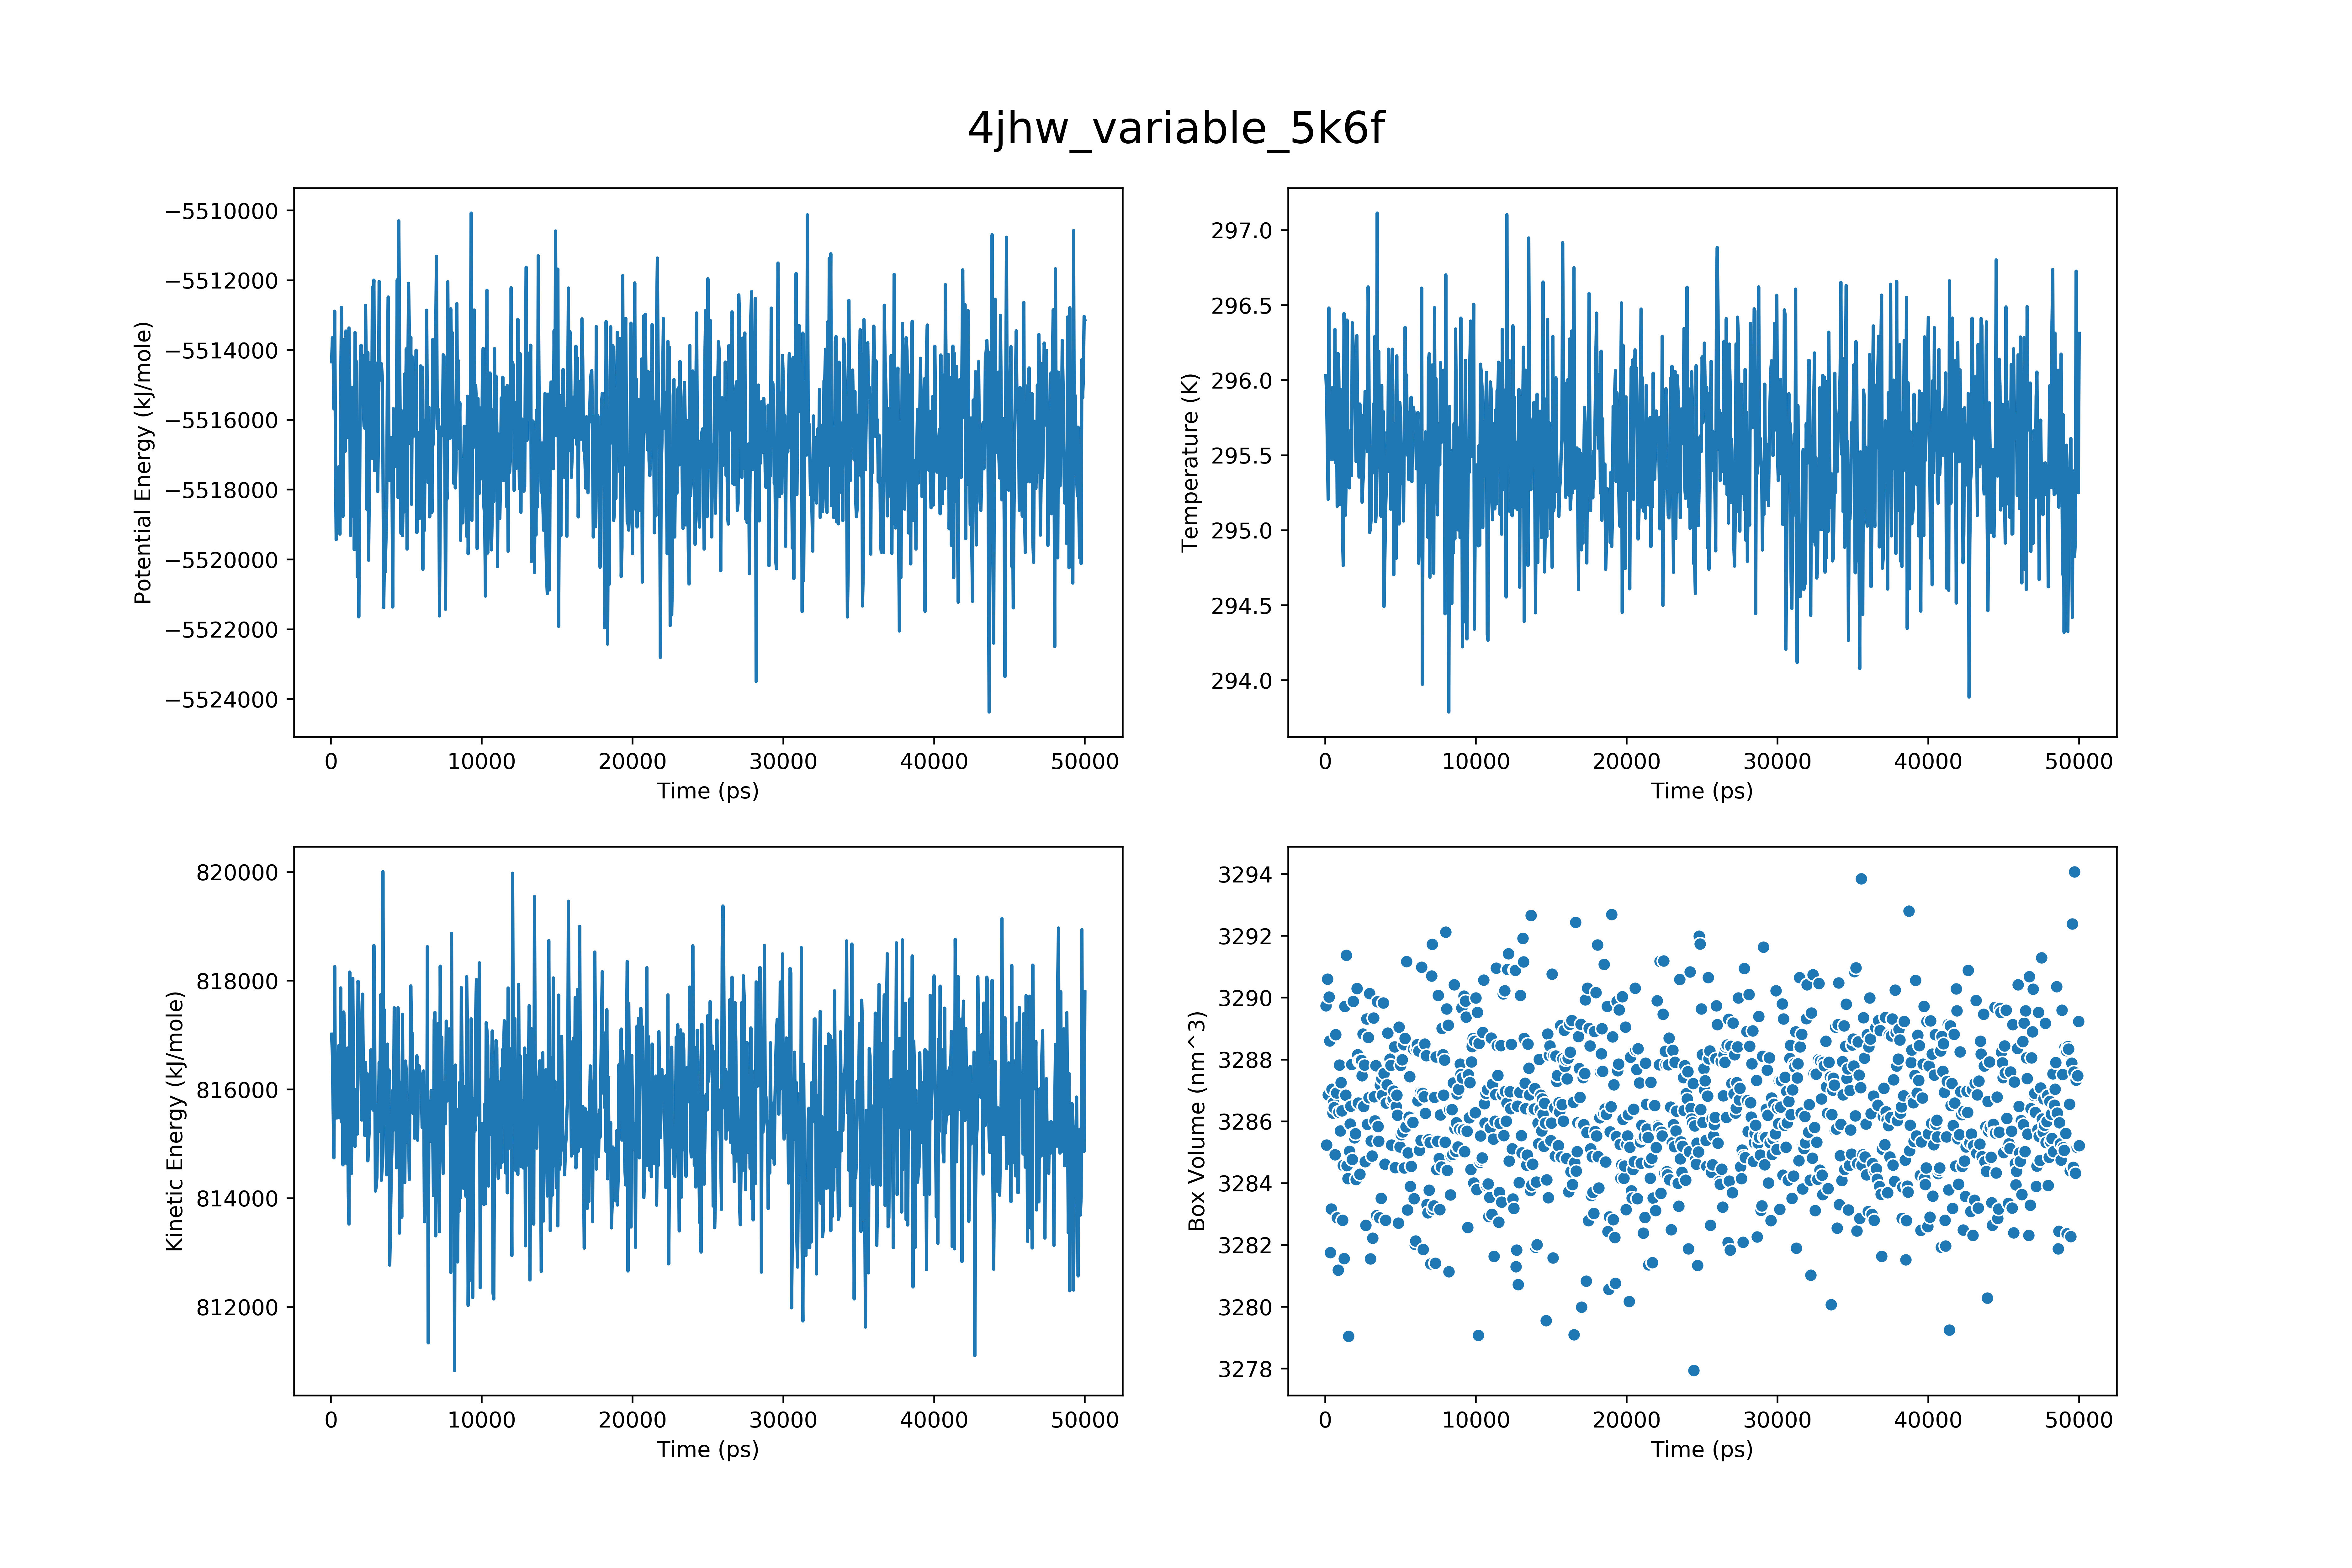 4jhw_variable_5k6f
−5510000
−5512000
−5514000
−5516000
−5518000
−5520000
−5522000
−5524000
Potential Energy (kJ/mole)
0 10000 20000 30000 40000 50000
Time (ps)
297.0
296.5
296.0
295.5
295.0
294.5
294.0
Temperature (K)
0 10000 20000 30000 40000 50000
Time (ps)
820000
818000
816000
814000
812000
Kinetic Energy (kJ/mole)
0 10000 20000 30000 40000 50000
Time (ps)
3294
3292
3290
3288
3286
3284
3282
3280
3278
Box Volume (nm^3)
0 10000 20000 30000 40000 50000
Time (ps)